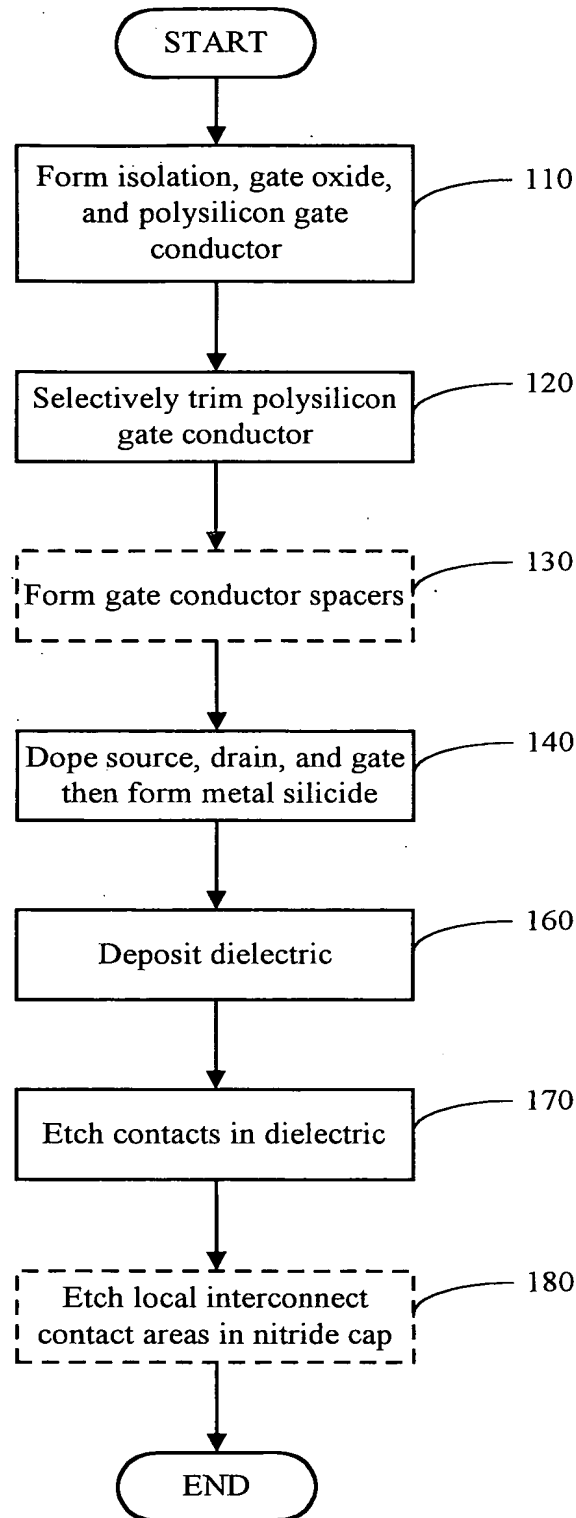 START
Form isolation, gate oxide,
and polysilicon gate
conductor
110
Selectively trim polysilicon
gate conductor
120
Form gate conductor spacers
130
Dope source, drain, and gate
then form metal silicide
140
Deposit dielectric
160
Etch contacts in dielectric
170
Etch local interconnect
contact areas in nitride cap
180
END